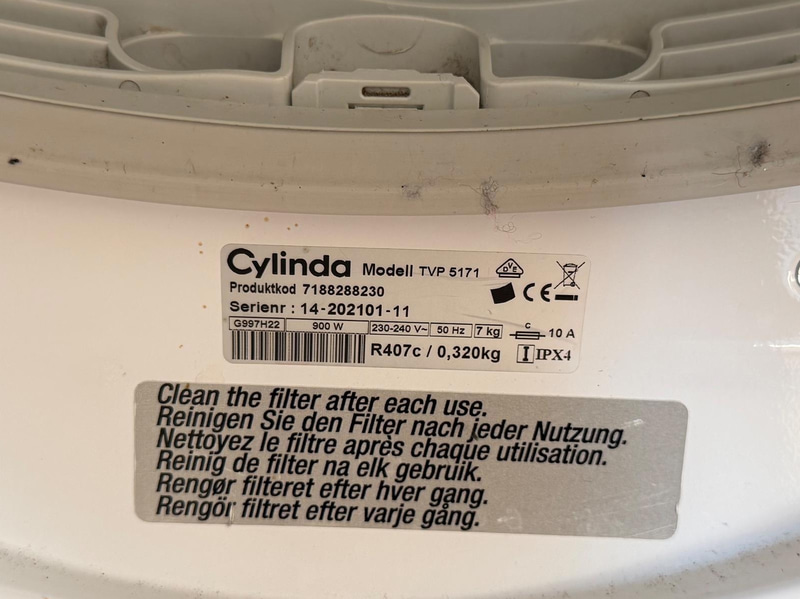 Cylinda Modell TVP 5171
Produktkod 7188288230
Serienr : 14-202101-11
G997H22 900 W 230-240 V~ 50 Hz 7 kg C 10 A
R407c / 0,320kg IPX4
Clean the filter after each use.
Reinigen Sie den Filter nach jeder Nutzung.
Nettoyez le filtre après chaque utilisation.
Reinig de filter na elk gebruik.
Rengør filteret efter hver gang.
Rengör filtret efter varje gång.